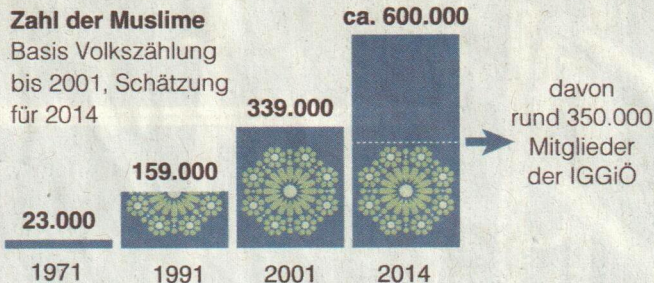 Zahl der Muslime
Basis Volkszählung
bis 2001, Schätzung
für 2014
23.000
159.000
339.000
ca. 600.000
davon
rund 350.000
Mitglieder
der IGGiÖ
1971
1991
2001
2014